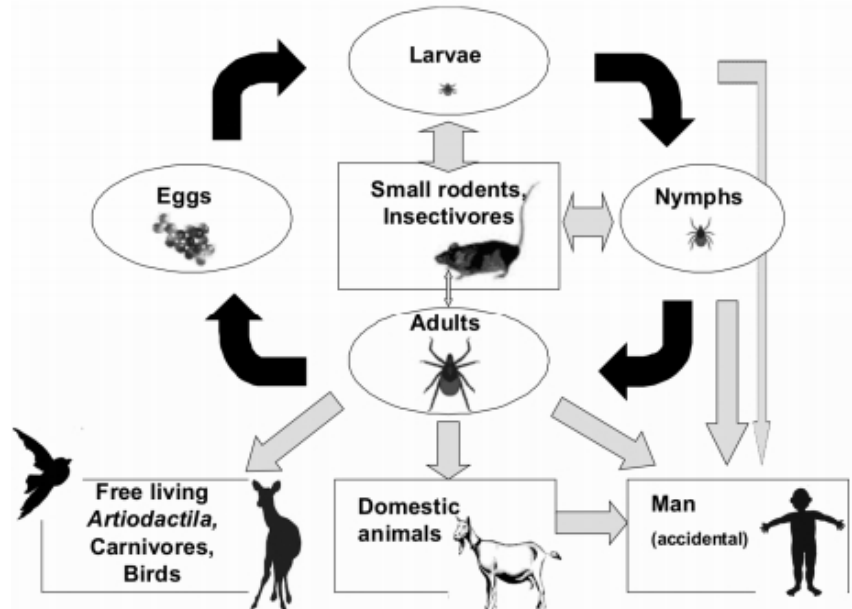 Larvae
Eggs
Small rodents,
Insectivores
Nymphs
Adults
Free living
Artiodactila,
Carnivores,
Birds
Domestic
animals
Man
(accidental)